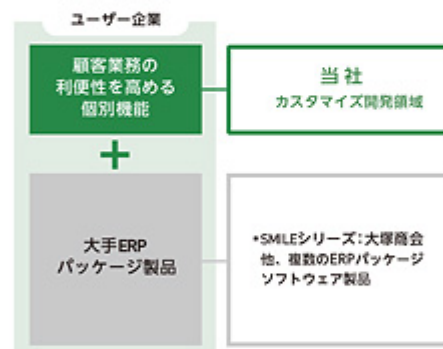 ユーザー企業
顧客業務の
利便性を高める
個別機能
当社
カスタマイズ開発領域
+
大手ERP
パッケージ製品
*SMILEシリーズ:大塚商会
他、複数のERPパッケージ
ソフトウェア製品